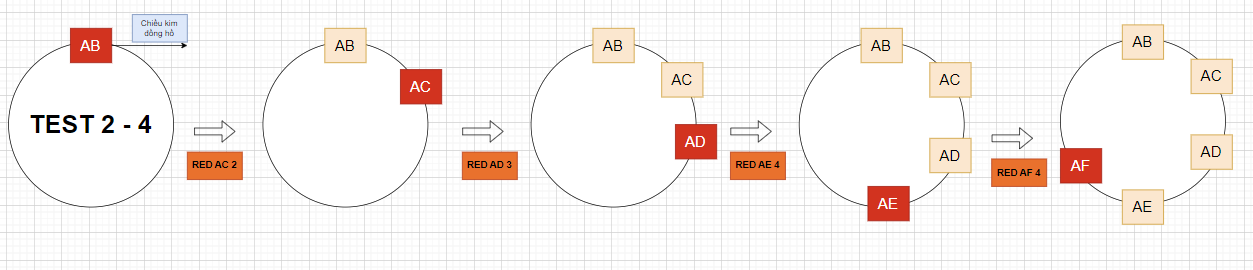 AB
Chiều kim
đồng hồ
TEST 2 - 4
RED AC 2
AB
AC
RED AD 3
AB
AC
AD
RED AE 4
AB
AC
AD
AE
RED AF 4
AB
AC
AD
AF
AE